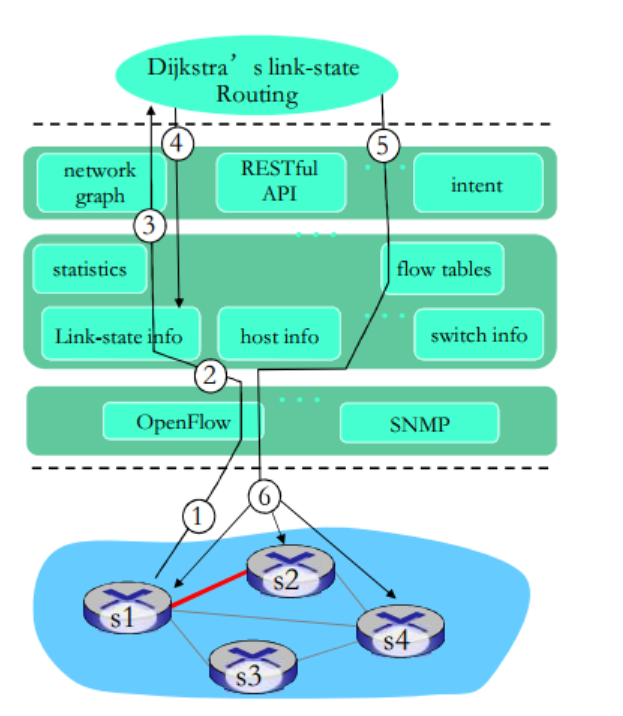 Dijkstra’s link-state
Routing
4
5
network
graph
RESTful
API
intent
3
statistics
flow tables
Link-state info
host info
switch info
2
OpenFlow
SNMP
6
1
s2
s1
s4
s3